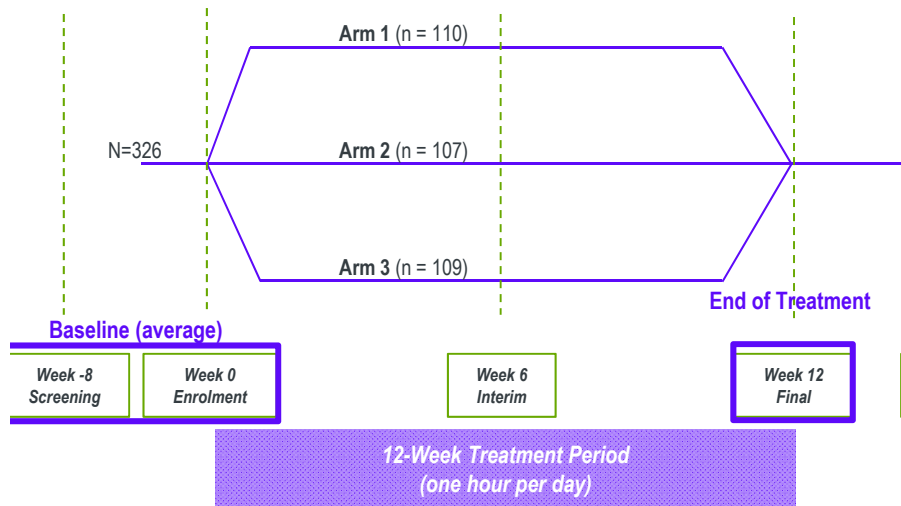 Arm 1 (n = 110)
N=326
Arm 2 (n = 107)
Arm 3 (n = 109)
End of Treatment
Baseline (average)
Week -8
Screening
Week 0
Enrolment
Week 6
Interim
Week 12
Final
12-Week Treatment Period
(one hour per day)